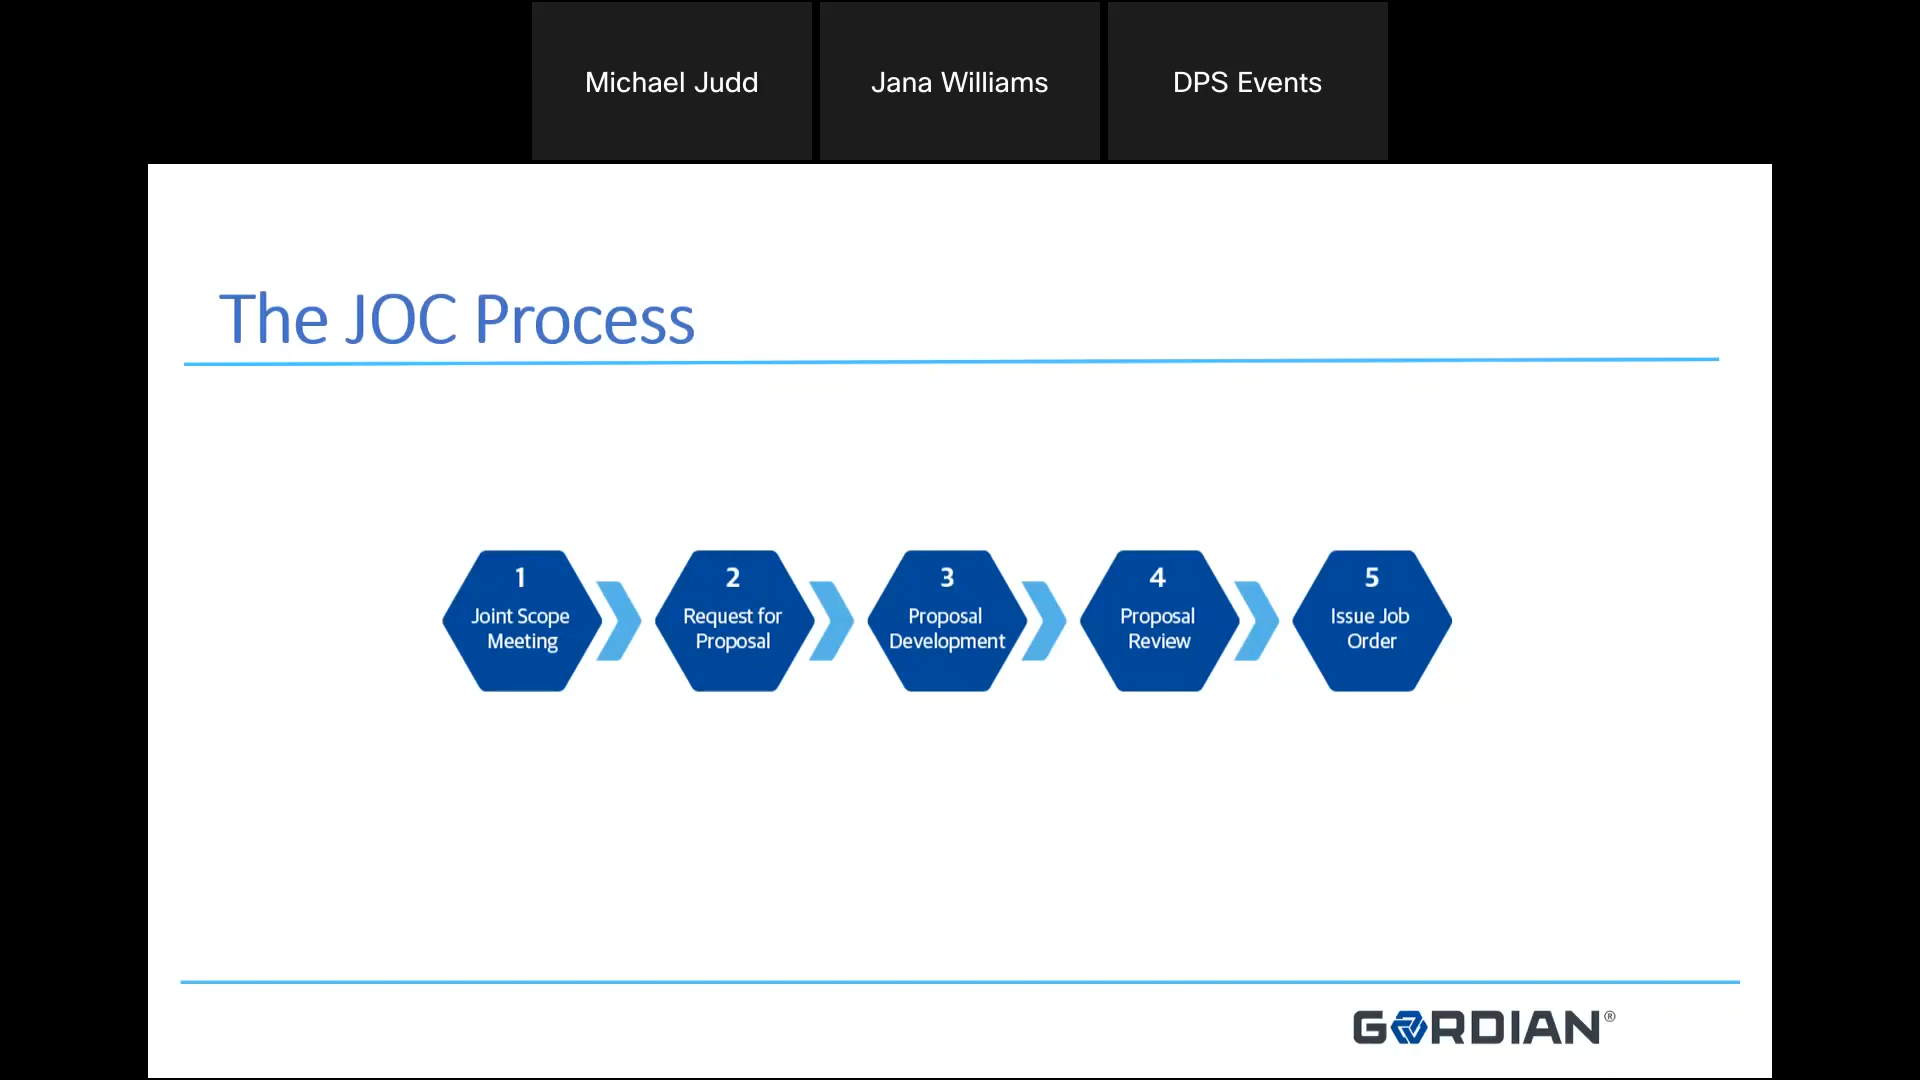 Michael Judd
Jana Williams
DPS Events
The JOC Process
1
Joint Scope
Meeting
2
Request for
Proposal
3
Proposal
Development
4
Proposal
Review
5
Issue Job
Order
GORDIAN®